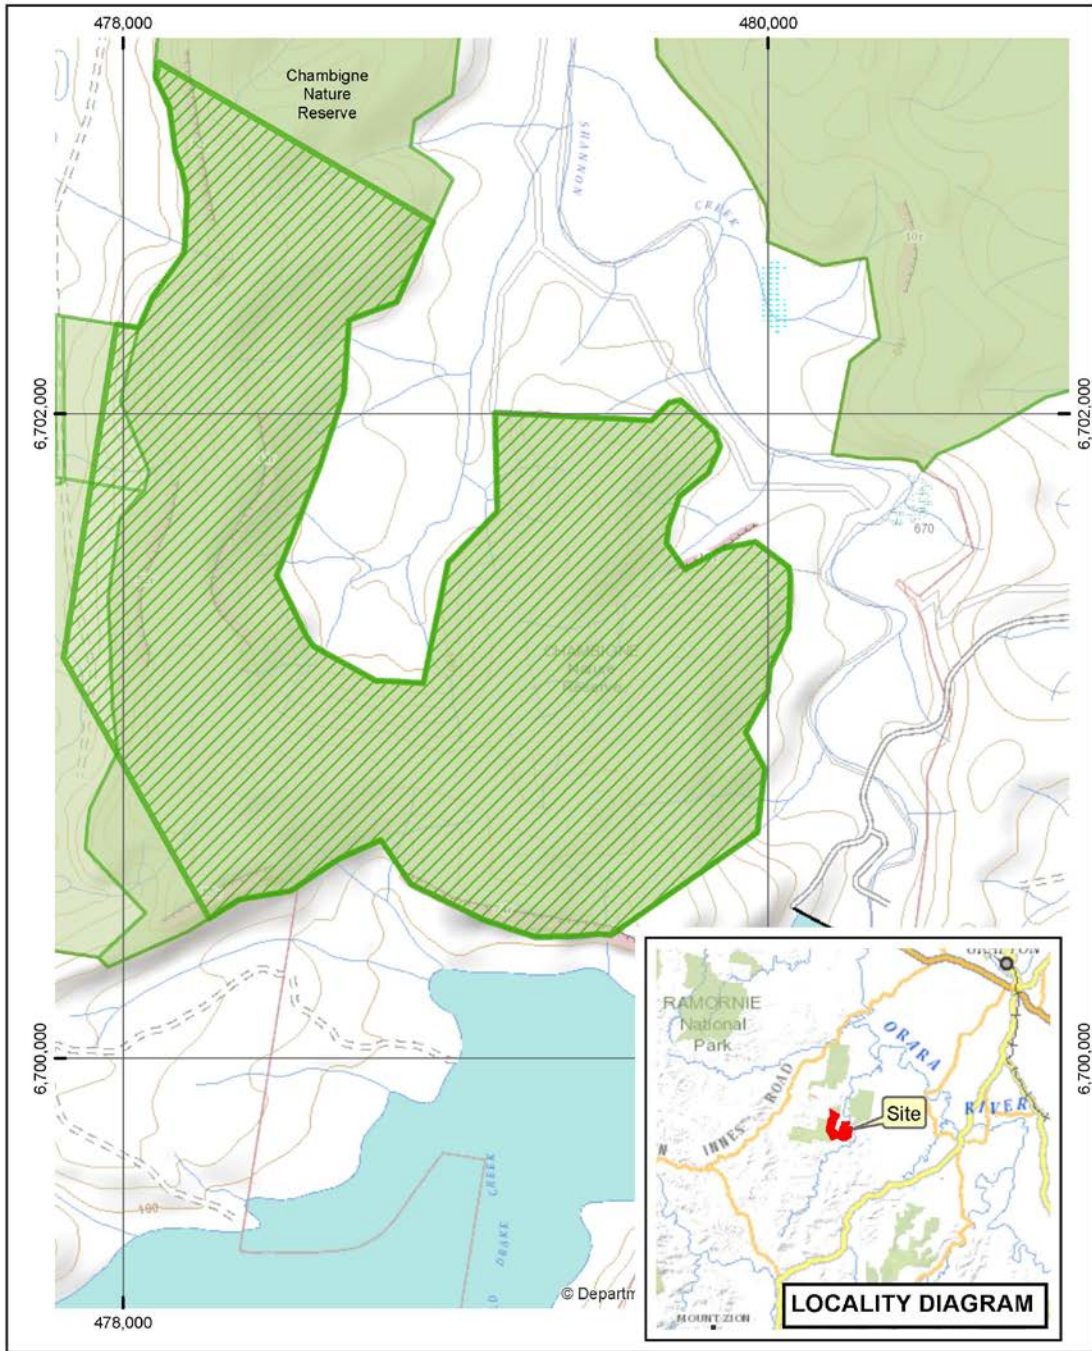 478,000
480,000
Chambigne
Nature
Reserve
SHANNON
CREEK
10r
6,702,000
6,702,000
670
CHAMBIGNE
Nature
Reserve
6,700,000
6,700,000
100
DRAKE CREEK
© Departm
478,000
RAMORNIE
National
Park
ORARA
RIVER
INNES ROAD
Site
MOUNT ZION
LOCALITY DIAGRAM